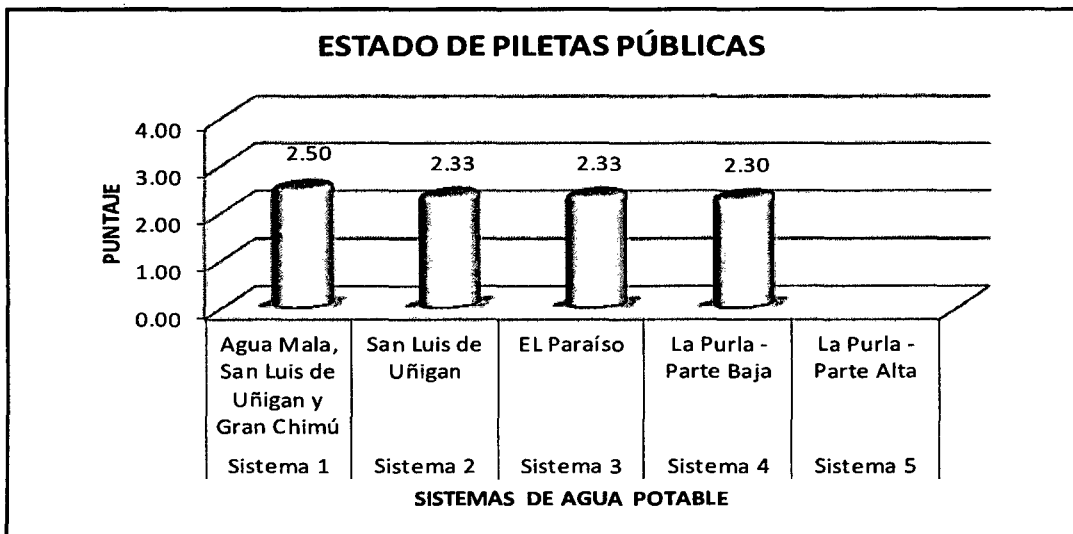 ESTADO DE PILETAS PÚBLICAS
PUNTAJE
4.00
3.00
2.00
1.00
0.00
2.50
2.33
2.33
2.30
Agua Mala,
San Luis de
Uñigan y
Gran Chimú
San Luis de
Uñigan
EL Paraíso
La Purla -
Parte Baja
La Purla -
Parte Alta
Sistema 1
Sistema 2
Sistema 3
Sistema 4
Sistema 5
SISTEMAS DE AGUA POTABLE